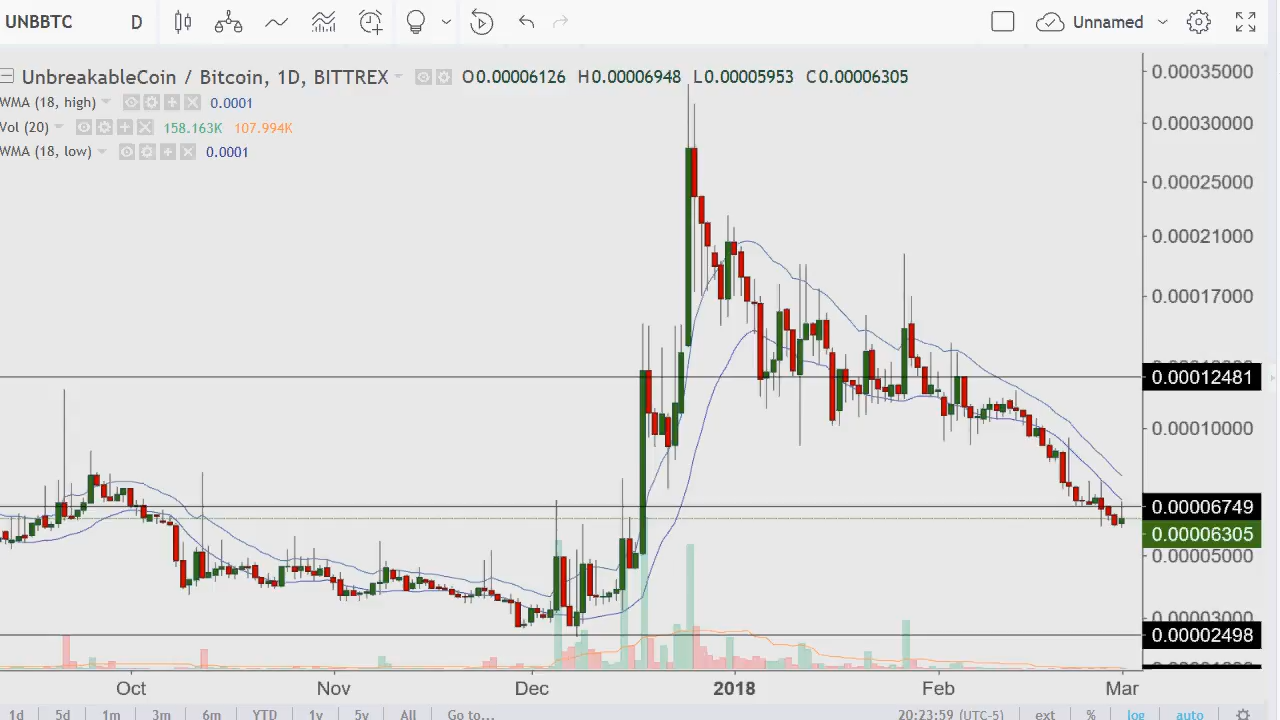 UNBBTC D Unnamed
UnbreakableCoin / Bitcoin, 1D, BITTREX O0.00006126 H0.00006948 L0.00005953 C0.00006305
WMA (18, high) 0.0001
Vol (20) 158.163K 107.994K
WMA (18, low) 0.0001
0.00035000
0.00030000
0.00025000
0.00021000
0.00017000
0.00012481
0.00010000
0.00006749
0.00006305
0.00005000
0.00003000
0.00002498
Oct Nov Dec 2018 Feb Mar
1d 5d 1m 3m 6m YTD 1y 5y All Go to... 20:23:59 (UTC-5) ext % log auto